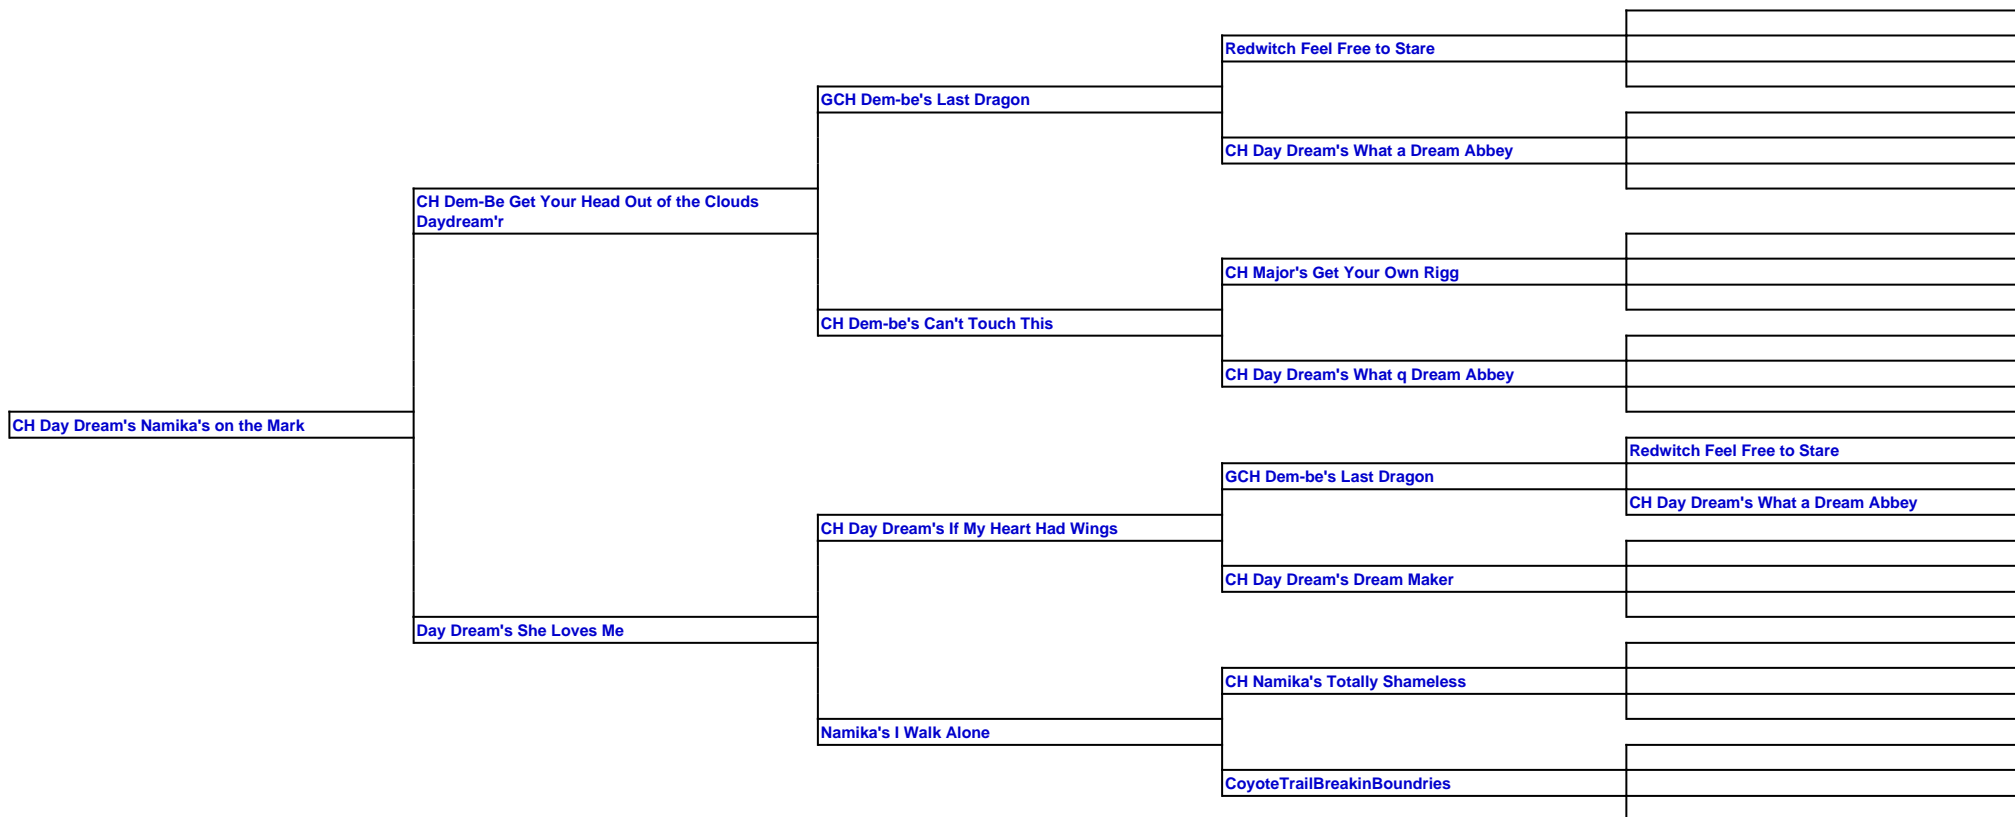 Redwitch Feel Free to Stare
GCH Dem-be's Last Dragon
CH Day Dream's What a Dream Abbey
CH Dem-Be Get Your Head Out of the Clouds
Daydream'r
CH Major's Get Your Own Rigg
CH Dem-be's Can't Touch This
CH Day Dream's What q Dream Abbey
CH Day Dream's Namika's on the Mark
Redwitch Feel Free to Stare
GCH Dem-be's Last Dragon
CH Day Dream's What a Dream Abbey
CH Day Dream's If My Heart Had Wings
CH Day Dream's Dream Maker
Day Dream's She Loves Me
CH Namika's Totally Shameless
Namika's I Walk Alone
CoyoteTrailBreakinBoundries